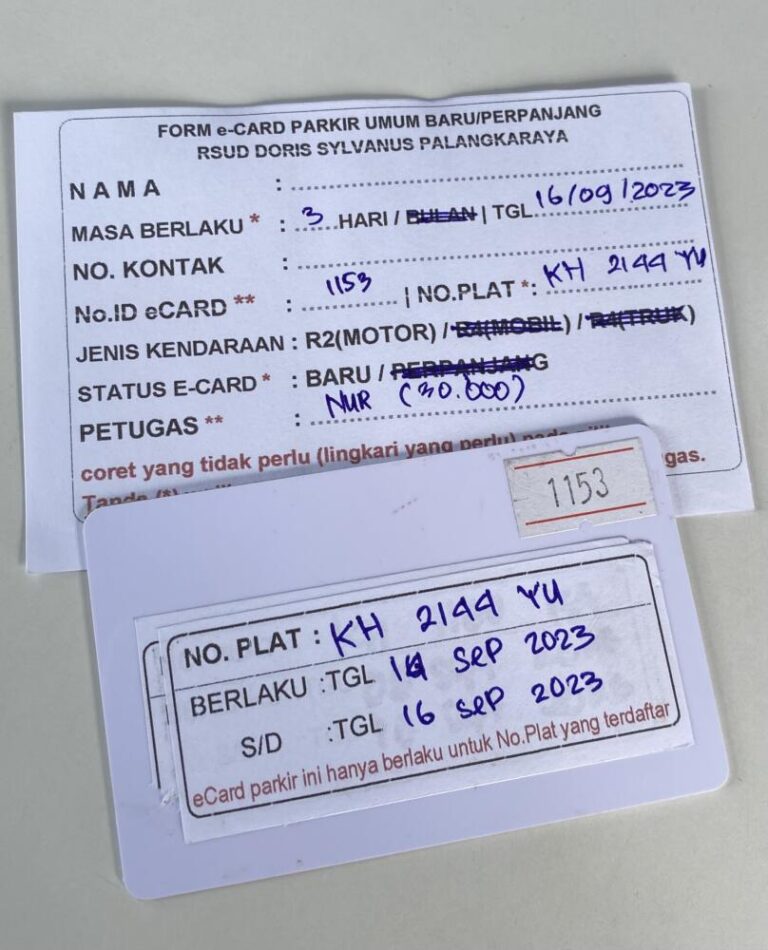 FORM e-CARD PARKIR UMUM BARU/PERPANJANG
RSUD DORIS SYLVANUS PALANGKARAYA
NAMA :
MASA BERLAKU * : 3 HARI / BULAN | TGL 16/09/2023
NO. KONTAK :
No.ID eCARD ** : 1153 | NO.PLAT *: KH 2144 YU
JENIS KENDARAAN : R2(MOTOR) / R4(MOBIL) / R4(TRUK)
STATUS E-CARD * : BARU / PERPANJANG
PETUGAS ** : NUR (30.000)
coret yang tidak perlu (lingkari yang perlu)
Tanda (*)
gas.
1153
NO. PLAT : KH 2144 YU
BERLAKU :TGL 14 SEP 2023
S/D :TGL 16 SEP 2023
eCard parkir ini hanya berlaku untuk No.Plat yang terdaftar